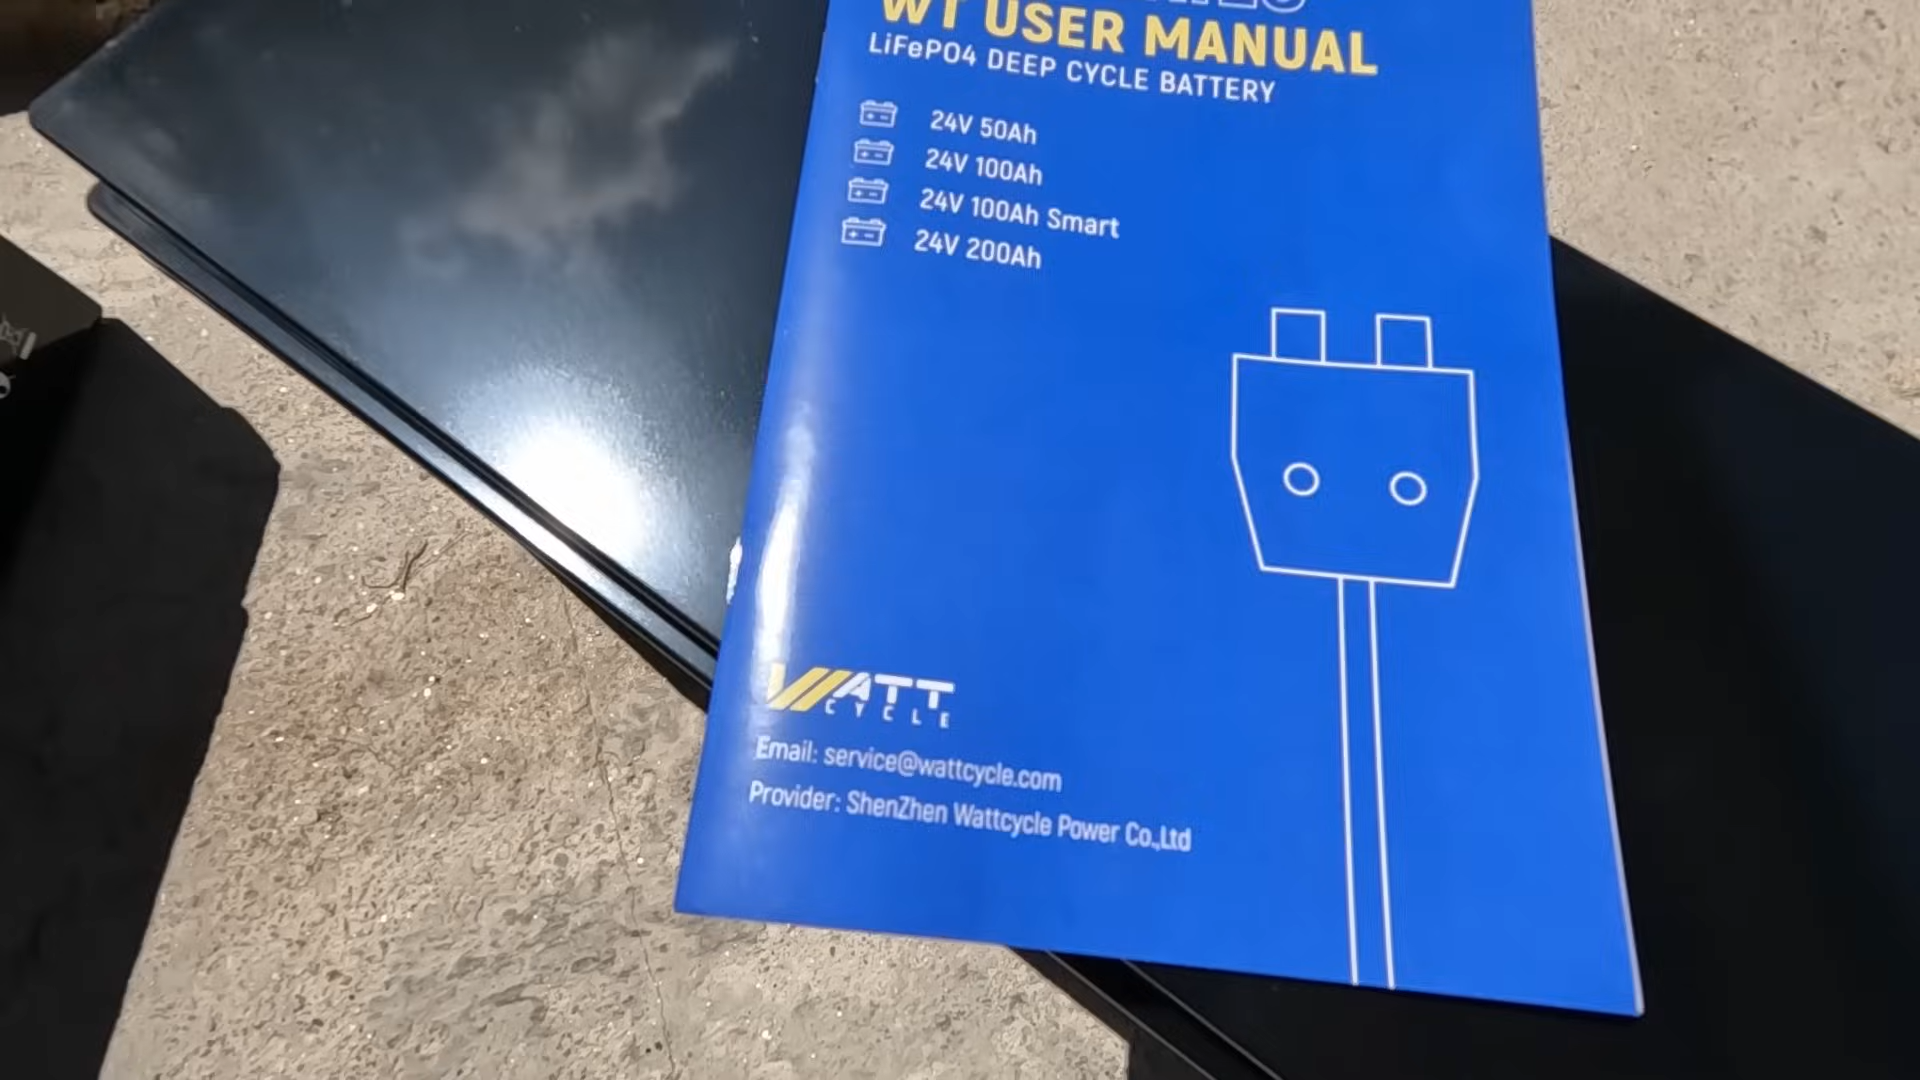 WT USER MANUAL
LiFePO4 DEEP CYCLE BATTERY
24V 50Ah
24V 100Ah
24V 100Ah Smart
24V 200Ah
WATT
CYCLE
Email: service@wattcycle.com
Provider: ShenZhen Wattcycle Power Co.,Ltd